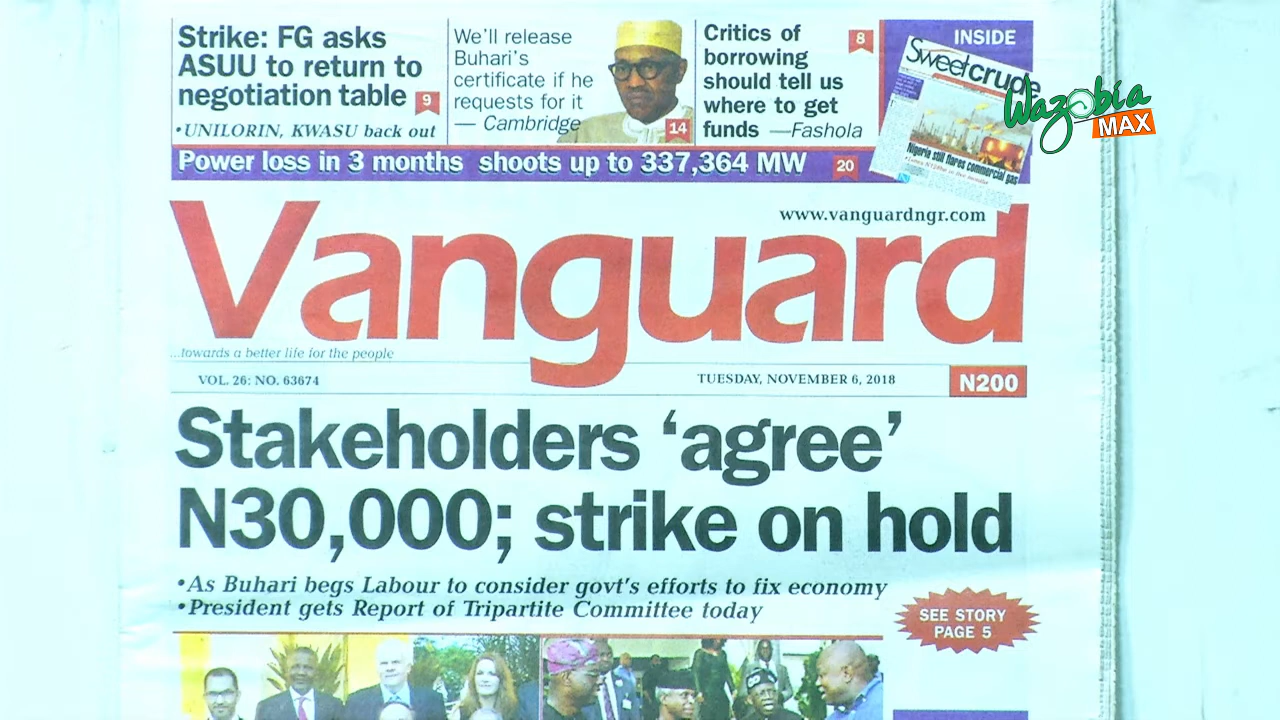 Strike: FG asks
ASUU to return to
negotiation table 9
•UNILORIN, KWASU back out
We'll release
Buhari's
certificate if he
requests for it
— Cambridge
14
Critics of
borrowing
should tell us
where to get
funds —Fashola
8
INSIDE
Sweetcrude
Nigeria still flares commercial gas
Wazobia
MAX
Power loss in 3 months shoots up to 337,364 MW 20
www.vanguardngr.com
Vanguard
...towards a better life for the people
VOL. 26: NO. 63674
TUESDAY, NOVEMBER 6, 2018
N200
Stakeholders ‘agree’
N30,000; strike on hold
•As Buhari begs Labour to consider govt's efforts to fix economy
•President gets Report of Tripartite Committee today
SEE STORY
PAGE 5